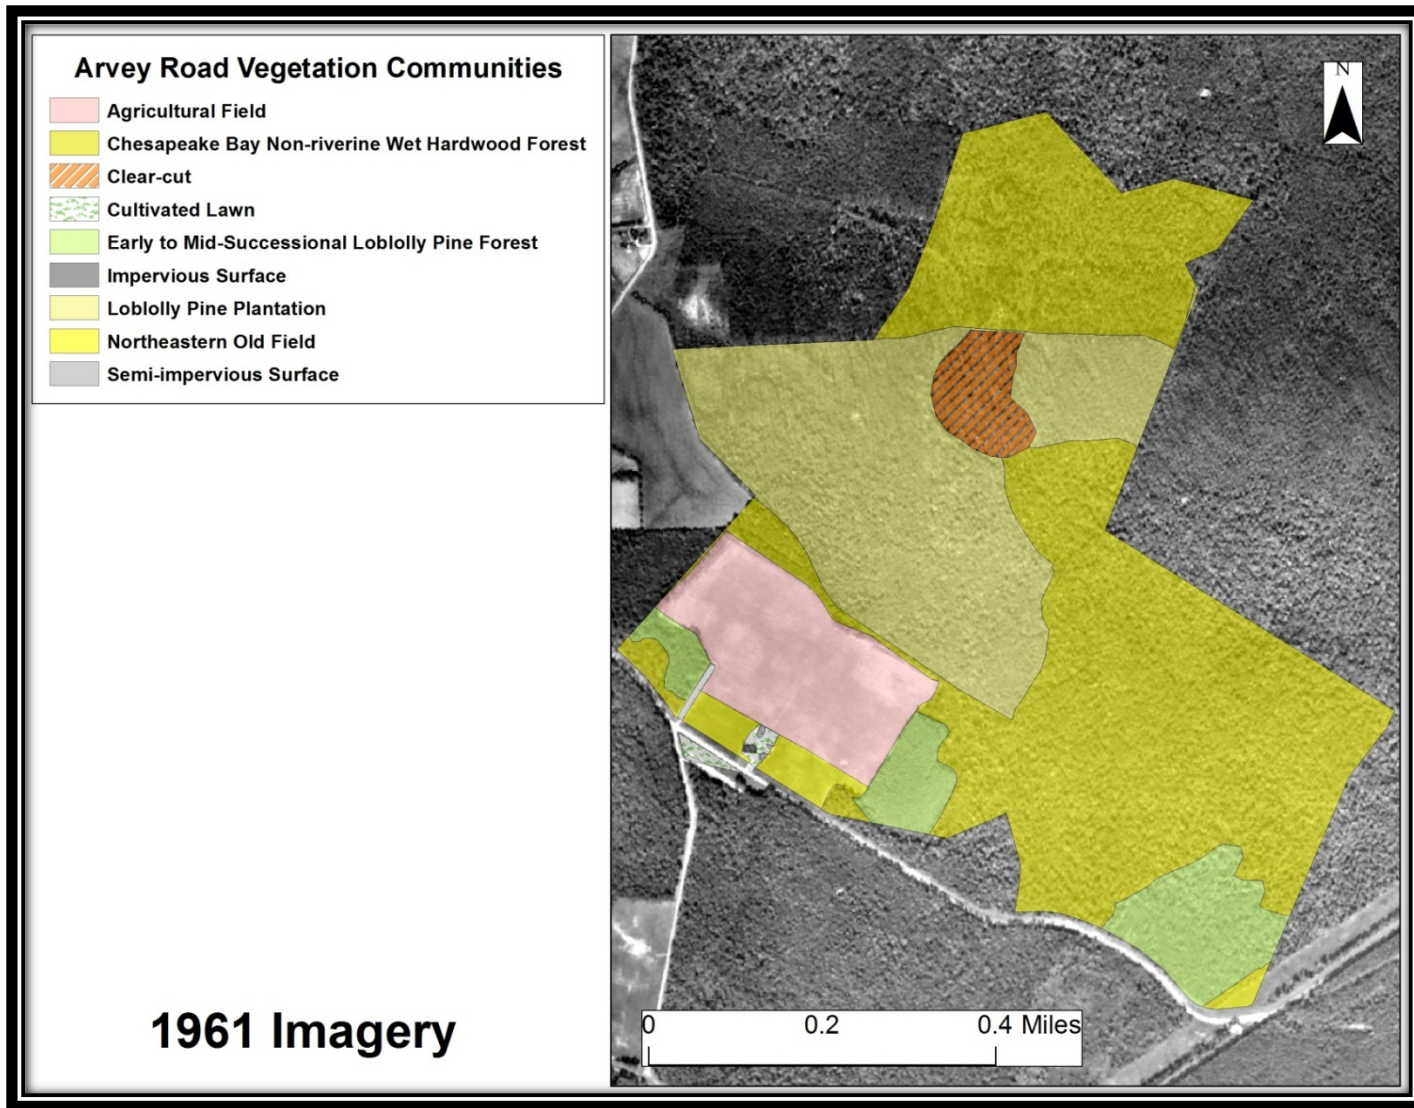 Arvey Road Vegetation Communities
Agricultural Field
Chesapeake Bay Non-riverine Wet Hardwood Forest
Clear-cut
Cultivated Lawn
Early to Mid-Successional Loblolly Pine Forest
Impervious Surface
Loblolly Pine Plantation
Northeastern Old Field
Semi-impervious Surface
N
1961 Imagery
0 0.2 0.4 Miles